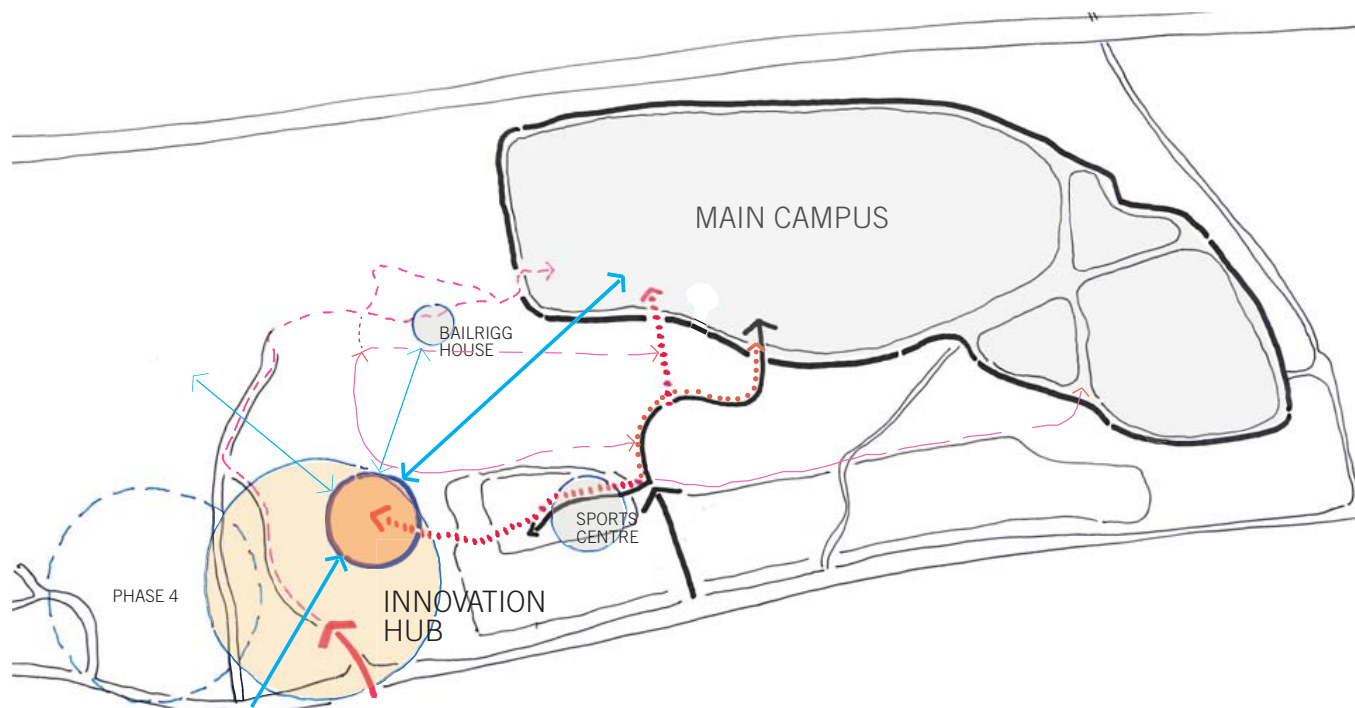 MAIN CAMPUS
BAILRIGG
HOUSE
SPORTS
CENTRE
PHASE 4
INNOVATION
HUB